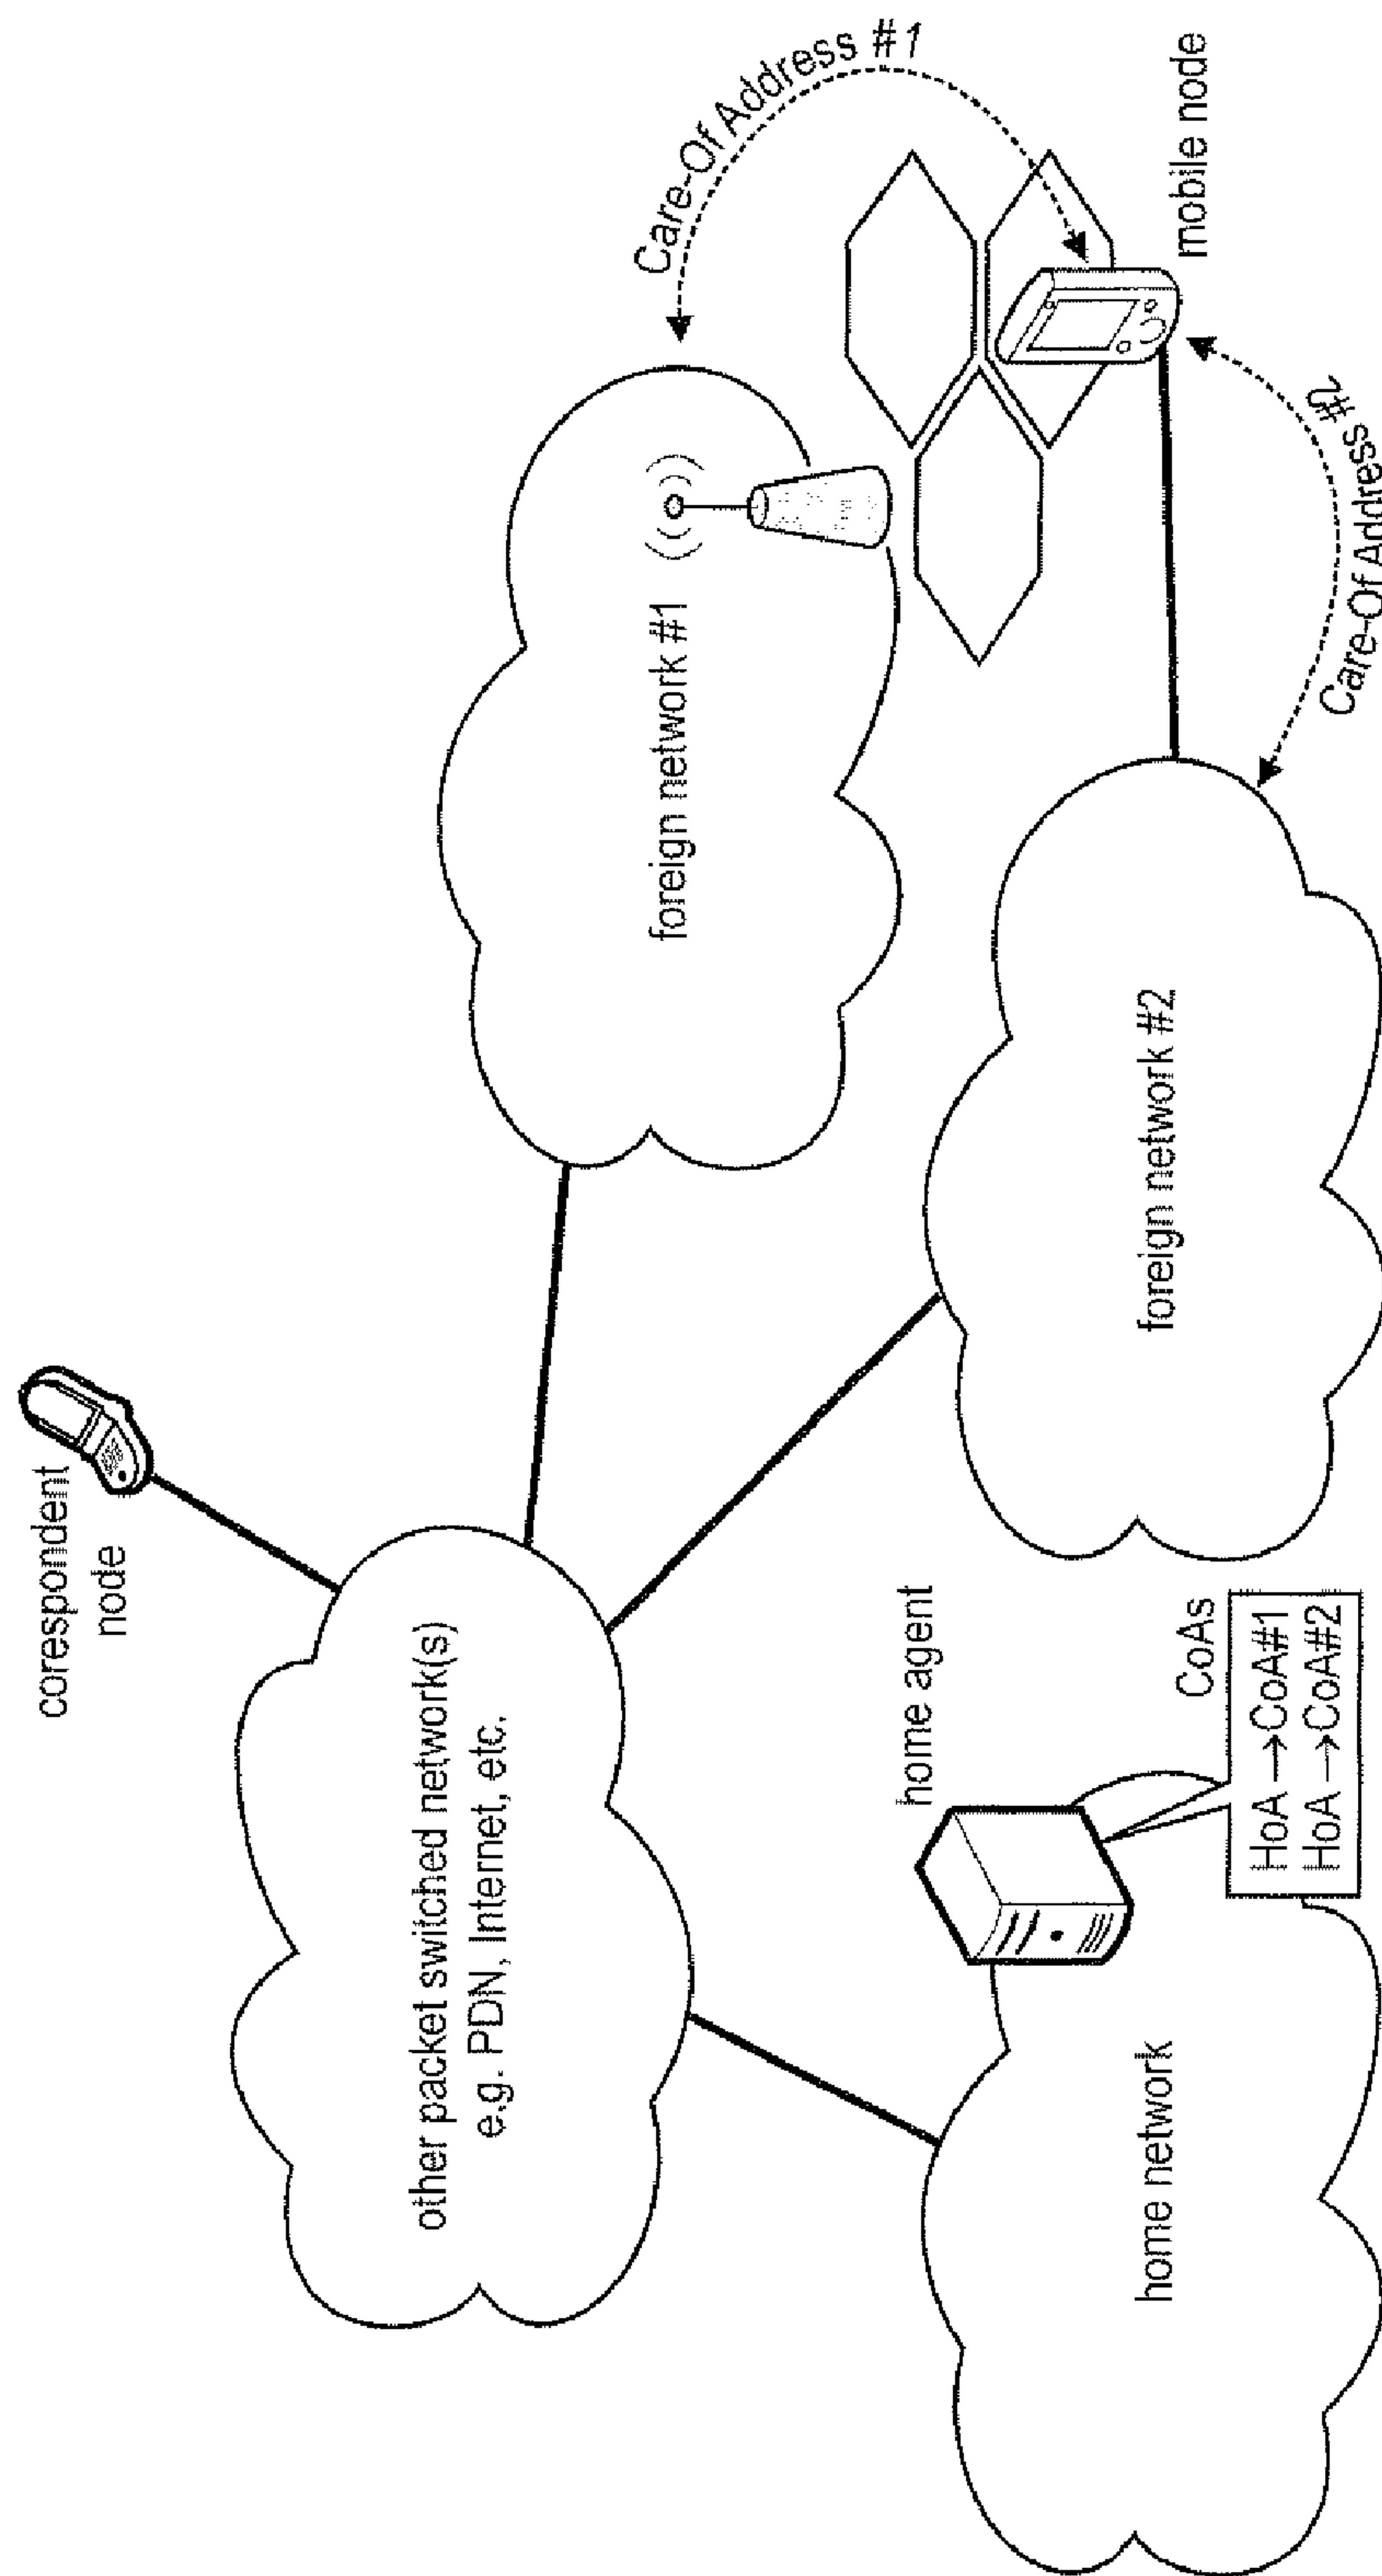 corespondent
node
other packet switched network(s)
e.g. PDN, Internet, etc.
foreign network #1
Care-Of Address #1
mobile node
home agent
CoAs
HoA →CoA#1
HoA →CoA#2
home network
foreign network #2
Care-Of Address #2